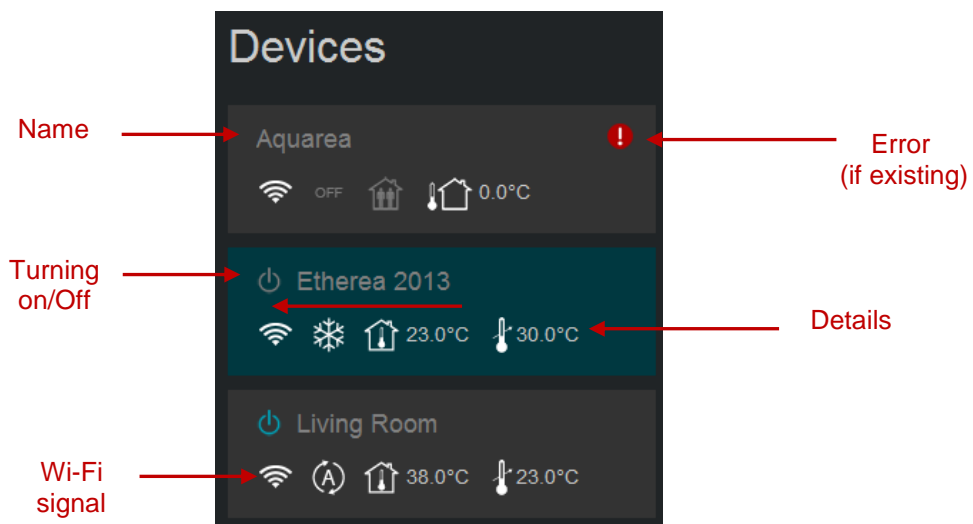 Devices
Name
Aquarea
Error
(if existing)
OFF
0.0°C
Turning
on/Off
Etherea 2013
23.0°C
30.0°C
Details
Living Room
Wi-Fi
signal
A
38.0°C
23.0°C